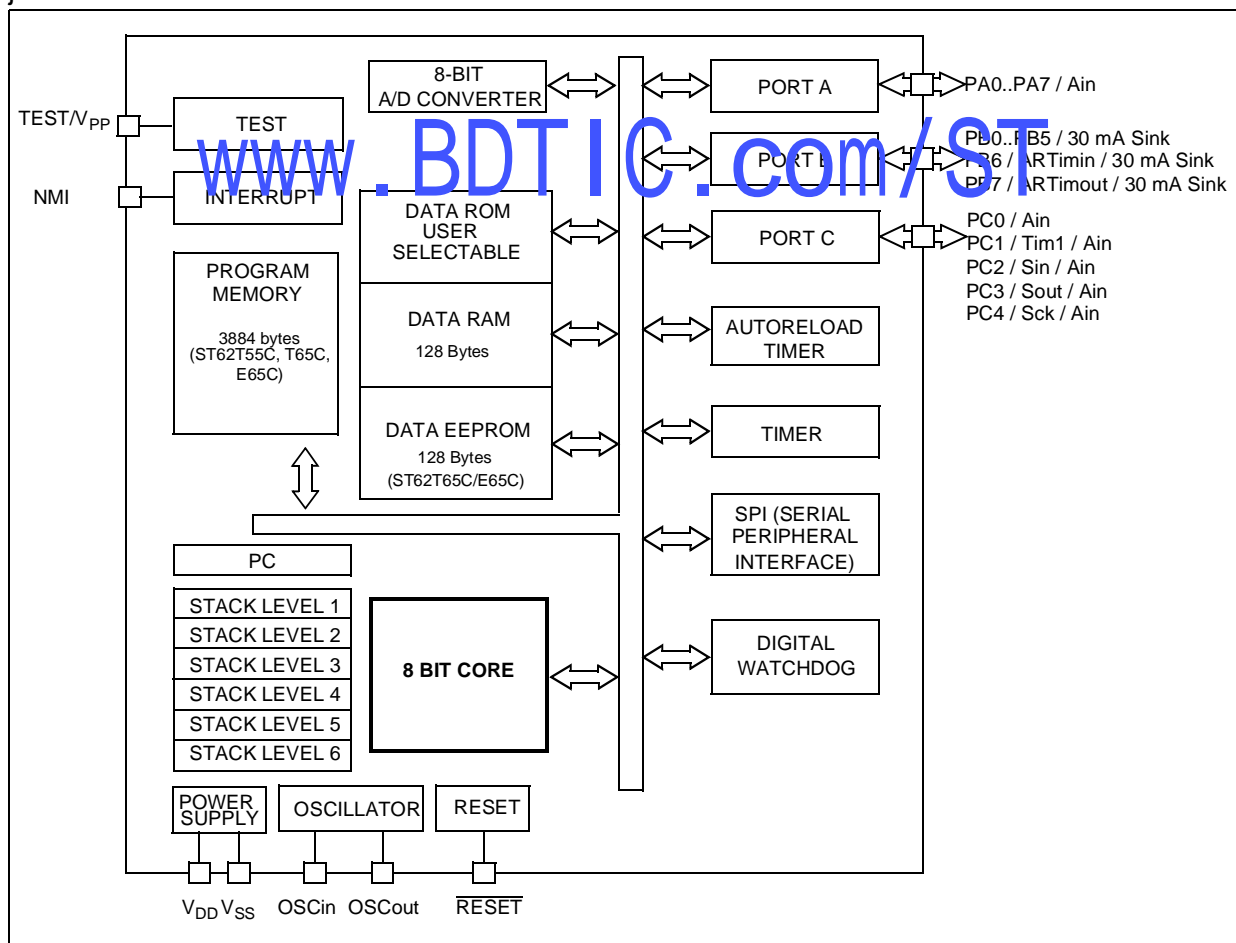 8-BIT
A/D CONVERTER
PORT A
PA0..PA7 / Ain
TEST/VPP
TEST
www.BDTIC.com/ST
PORT B
PB0..PB5 / 30 mA Sink
PB6 / ARTimin / 30 mA Sink
PB7 / ARTimout / 30 mA Sink
NMI
INTERRUPT
DATA ROM
USER
SELECTABLE
PORT C
PC0 / Ain
PC1 / Tim1 / Ain
PC2 / Sin / Ain
PC3 / Sout / Ain
PC4 / Sck / Ain
PROGRAM
MEMORY
3884 bytes
(ST62T55C, T65C,
E65C)
DATA RAM
128 Bytes
AUTORELOAD
TIMER
DATA EEPROM
128 Bytes
(ST62T65C/E65C)
TIMER
SPI (SERIAL
PERIPHERAL
INTERFACE)
PC
STACK LEVEL 1
STACK LEVEL 2
STACK LEVEL 3
STACK LEVEL 4
STACK LEVEL 5
STACK LEVEL 6
8 BIT CORE
DIGITAL
WATCHDOG
POWER
SUPPLY
OSCILLATOR
RESET
VDD VSS
OSCin OSCout
RESET